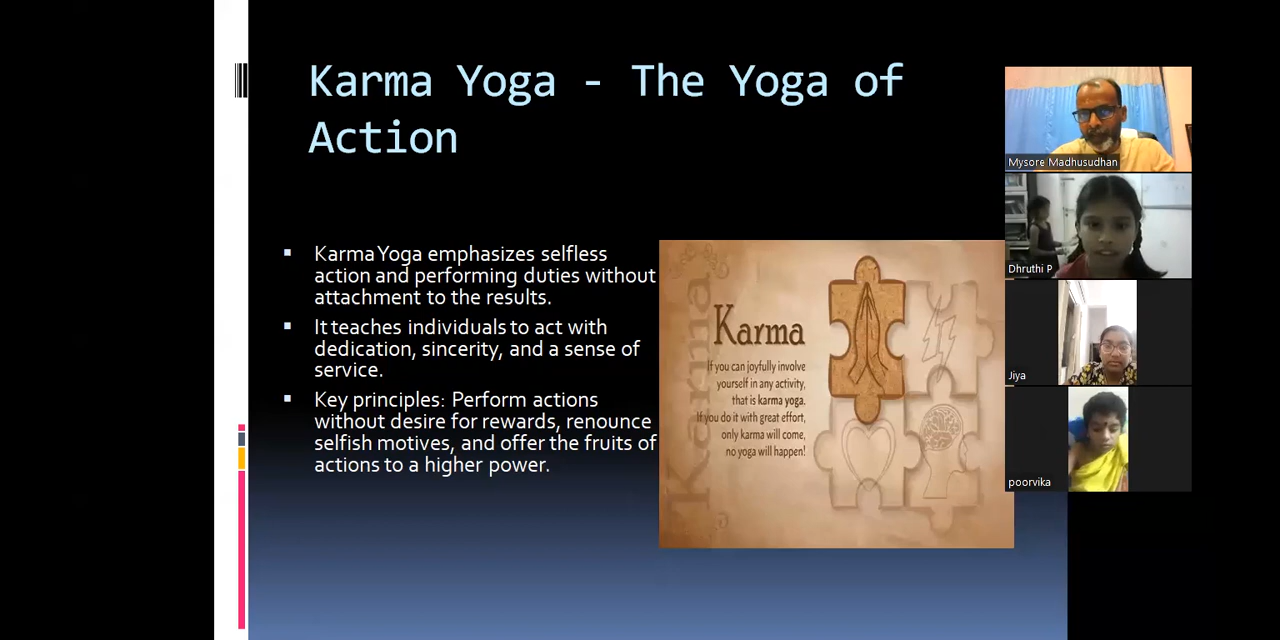 Karma Yoga - The Yoga of
Action
Karma Yoga emphasizes selfless
action and performing duties without
attachment to the results.
It teaches individuals to act with
dedication, sincerity, and a sense of
service.
Key principles: Perform actions
without desire for rewards, renounce
selfish motives, and offer the fruits of
actions to a higher power.
Karma
Karma
If you can joyfully involve
yourself in any activity,
that is karma yoga.
If you do it with great effort,
only karma will come,
no yoga will happen!
Mysore Madhusudhan
Dhruthi P
Jiya
poorvika